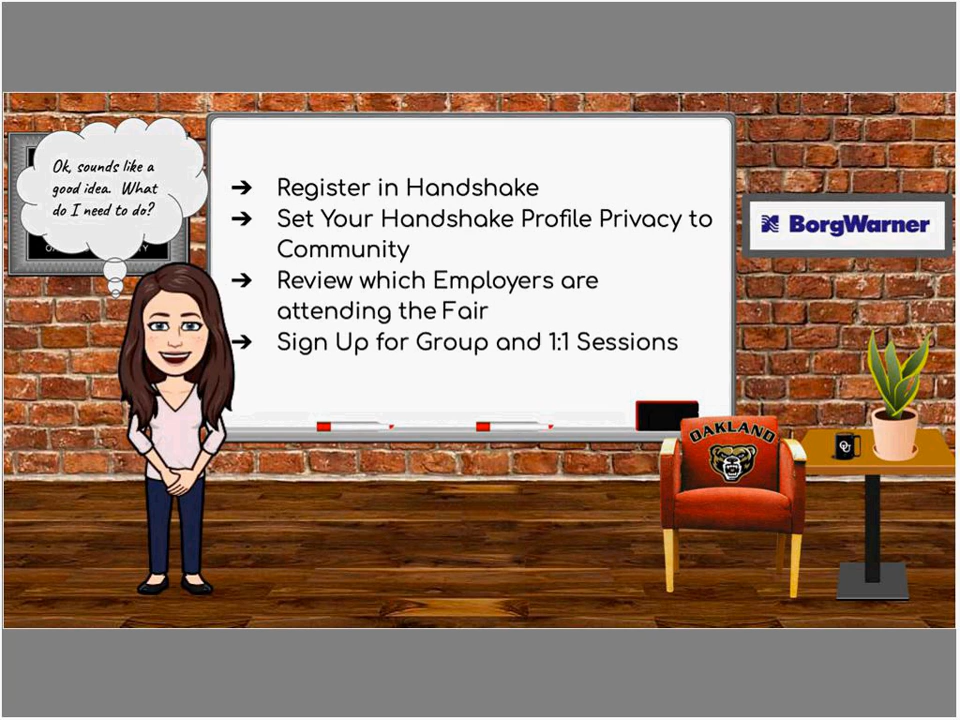 Ok, sounds like a
good idea. What
do I need to do?
➔ Register in Handshake
➔ Set Your Handshake Profile Privacy to
Community
➔ Review which Employers are
attending the Fair
➔ Sign Up for Group and 1:1 Sessions
BorgWarner
OAKLAND
OU